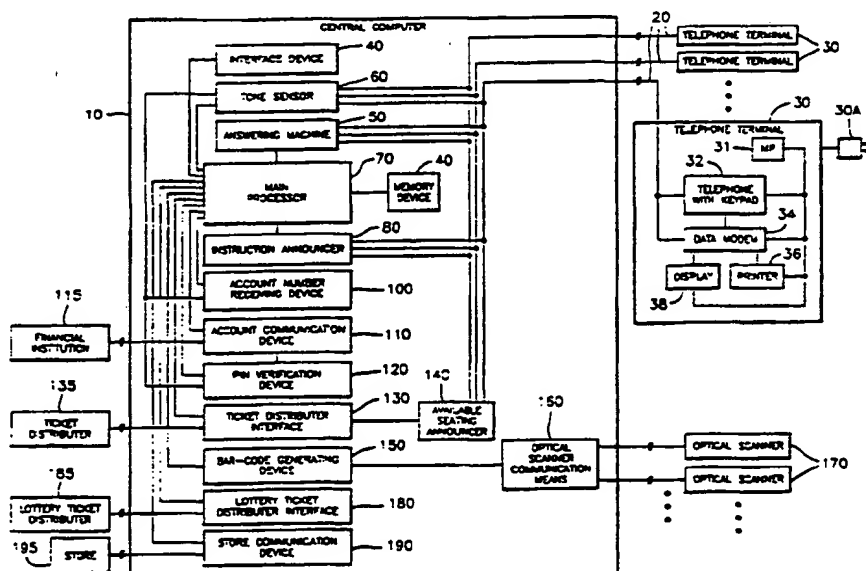 CENTRAL COMPUTER
10
INTERFACE DEVICE
40
TONE SENSOR
60
ANSWERING MACHINE
50
MAIN
PROCESSOR
70
MEMORY
DEVICE
40
INSTRUCTION ANNOUNCER
80
ACCOUNT NUMBER
RECEIVING DEVICE
100
ACCOUNT COMMUNICATION
DEVICE
110
PIN VERIFICATION
DEVICE
120
TICKET DISTRIBUTER
INTERFACE
130
AVAILABLE
SEATING
ANNOUNCER
140
BAR-CODE GENERATING
DEVICE
150
OPTICAL
SCANNER
COMMUNICATION
MEANS
160
LOTTERY TICKET
DISTRIBUTER INTERFACE
180
STORE COMMUNICATION
DEVICE
190
115
FINANCIAL
INSTITUTION
135
TICKET
DISTRIBUTER
185
LOTTERY TICKET
DISTRIBUTER
195
STORE
20
TELEPHONE TERMINAL
TELEPHONE TERMINAL
30
30
TELEPHONE TERMINAL
30A
31
MP
32
TELEPHONE
WITH KEYPAD
34
DATA MODEM
36
DISPLAY
PRINTER
38
OPTICAL SCANNER
OPTICAL SCANNER
170